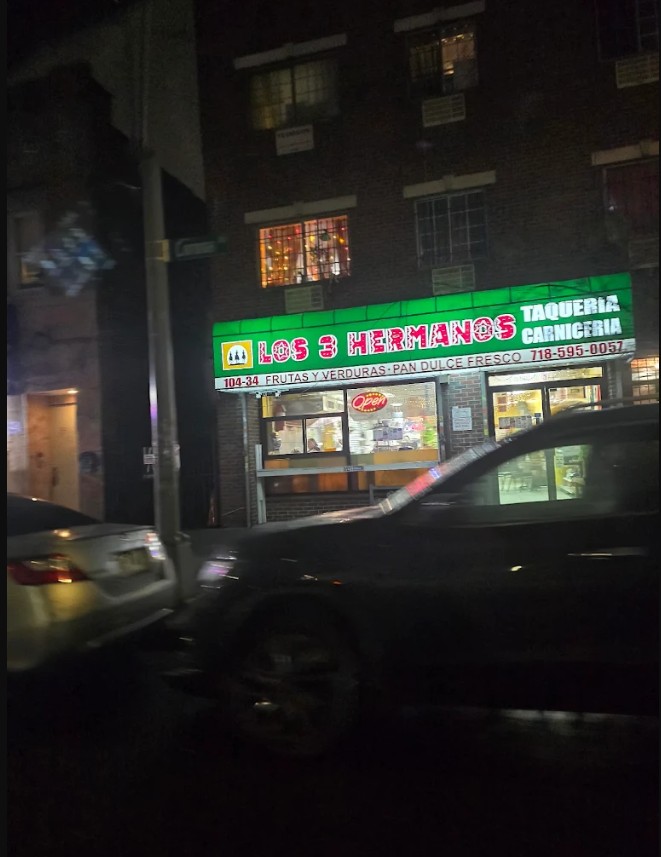 LOS 3 HERMANOS
TAQUERIA
CARNICERIA
104-34 FRUTAS Y VERDURAS·PAN DULCE FRESCO 718-595-0057
Open